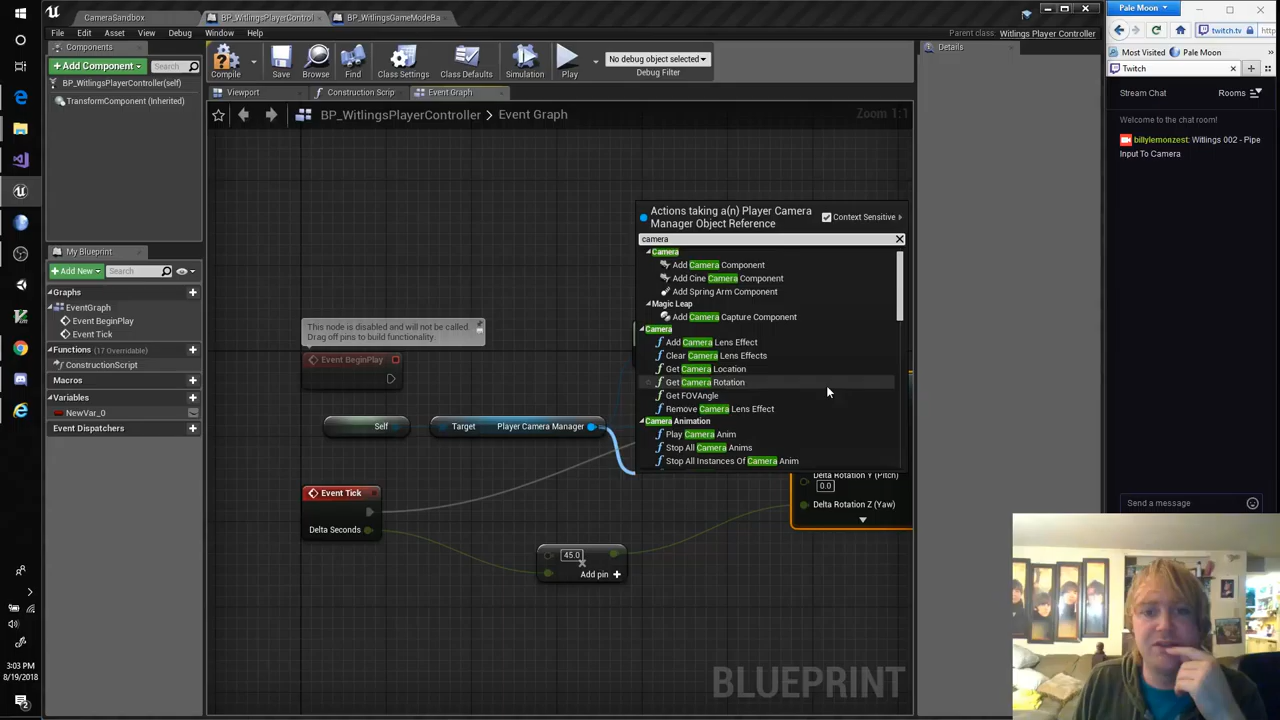 CameraSandbox
BP_WitlingsPlayerControl
BP_WitlingsGameModeBa
File Edit Asset View Debug Window Help
Parent class: Witlings Player Controller
Components
+ Add Component
Search
BP_WitlingsPlayerController(self)
TransformComponent (Inherited)
Compile
Save
Browse
Find
Class Settings
Class Defaults
Simulation
Play
No debug object selected
Debug Filter
Details
Viewport
Construction Scrip
Event Graph
BP_WitlingsPlayerController > Event Graph
Zoom 1:1
My Blueprint
+ Add New
Search
Graphs
EventGraph
Event BeginPlay
Event Tick
Functions (17 Overridable)
ConstructionScript
Macros
Variables
NewVar_0
Event Dispatchers
This node is disabled and will not be called.
Drag off pins to build functionality.
Event BeginPlay
Self
Target
Player Camera Manager
Event Tick
Delta Seconds
45.0
Add pin +
Actions taking a(n) Player Camera
Manager Object Reference
Context Sensitive
camera
Camera
Add Camera Component
Add Cine Camera Component
Add Spring Arm Component
Magic Leap
Add Camera Capture Component
Camera
Add Camera Lens Effect
Clear Camera Lens Effects
Get Camera Location
Get Camera Rotation
Get FOVAngle
Remove Camera Lens Effect
Camera Animation
Play Camera Anim
Stop All Camera Anims
Stop All Instances Of Camera Anim
Delta Rotation Y (Pitch)
0.0
Delta Rotation Z (Yaw)
BLUEPRINT
3:03 PM
8/19/2018
2
Pale Moon
twitch.tv
http
Most Visited
Pale Moon
Twitch
Stream Chat
Rooms
Welcome to the chat room!
billylemonzest: Witlings 002 - Pipe
Input To Camera
Send a message